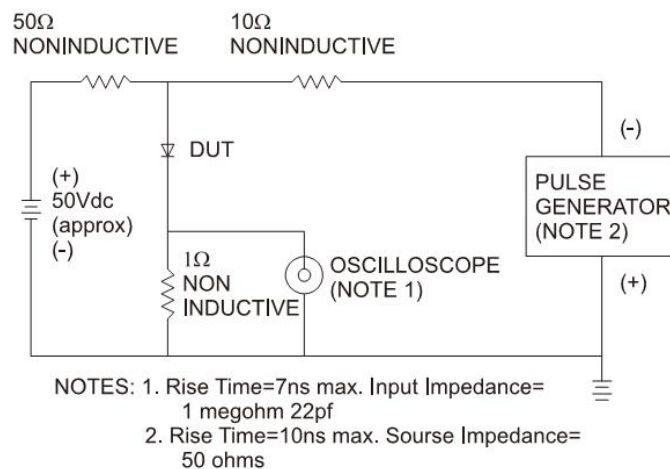 50Ω
NONINDUCTIVE
10Ω
NONINDUCTIVE
DUT
(+)
50Vdc
(approx)
(-)
1Ω
NON
INDUCTIVE
OSCILLOSCOPE
(NOTE 1)
(-)
PULSE
GENERATOR
(NOTE 2)
(+)
NOTES: 1. Rise Time=7ns max. Input Impedance=
1 megohm 22pf
2. Rise Time=10ns max. Sourse Impedance=
50 ohms